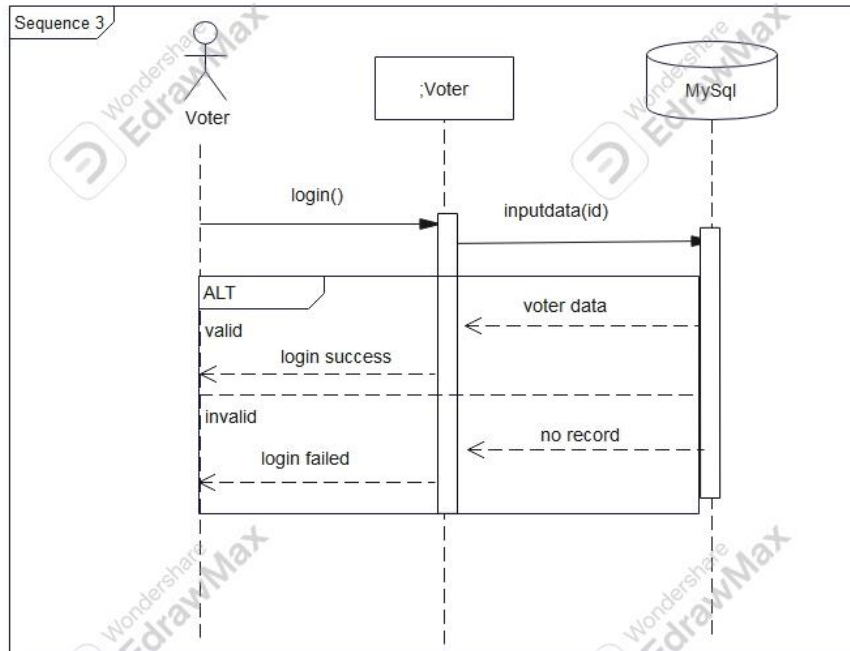 Sequence 3
Voter
;Voter
MySql
login()
inputdata(id)
ALT
voter data
valid
login success
invalid
no record
login failed
Wondershare
EdrawMax
Wondershare
EdrawMax
Wondershare
EdrawMax
Wondershare
EdrawMax